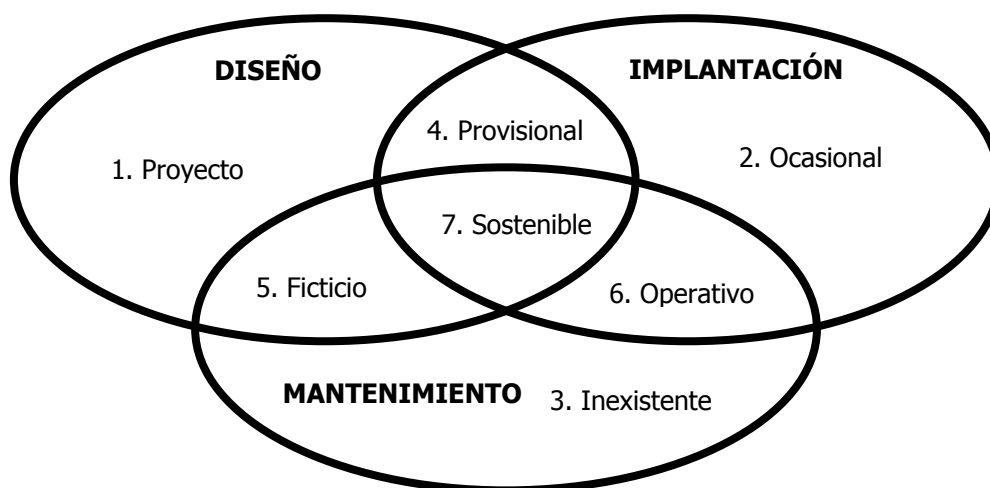 DISEÑO
IMPLANTACIÓN
4. Provisional
1. Proyecto
2. Ocasional
7. Sostenible
5. Ficticio
6. Operativo
MANTENIMIENTO
3. Inexistente